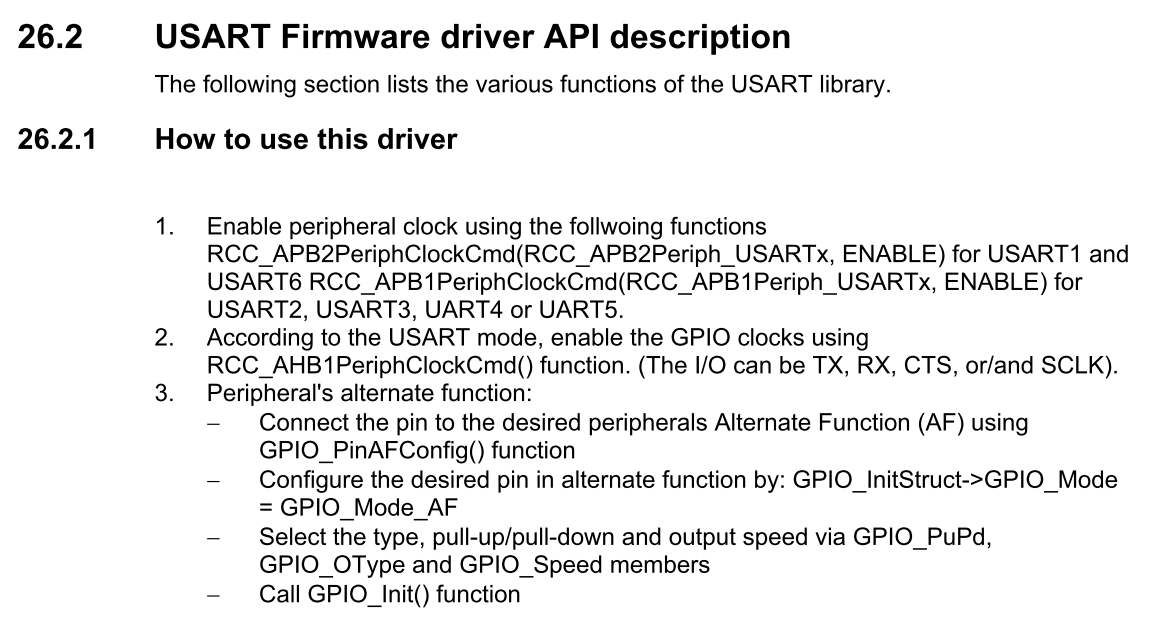 26.2 USART Firmware driver API description
The following section lists the various functions of the USART library.
26.2.1 How to use this driver
1. Enable peripheral clock using the follwoing functions
RCC_APB2PeriphClockCmd(RCC_APB2Periph_USARTx, ENABLE) for USART1 and
USART6 RCC_APB1PeriphClockCmd(RCC_APB1Periph_USARTx, ENABLE) for
USART2, USART3, UART4 or UART5.
2. According to the USART mode, enable the GPIO clocks using
RCC_AHB1PeriphClockCmd() function. (The I/O can be TX, RX, CTS, or/and SCLK).
3. Peripheral's alternate function:
– Connect the pin to the desired peripherals Alternate Function (AF) using
GPIO_PinAFConfig() function
– Configure the desired pin in alternate function by: GPIO_InitStruct->GPIO_Mode
= GPIO_Mode_AF
– Select the type, pull-up/pull-down and output speed via GPIO_PuPd,
GPIO_OType and GPIO_Speed members
– Call GPIO_Init() function